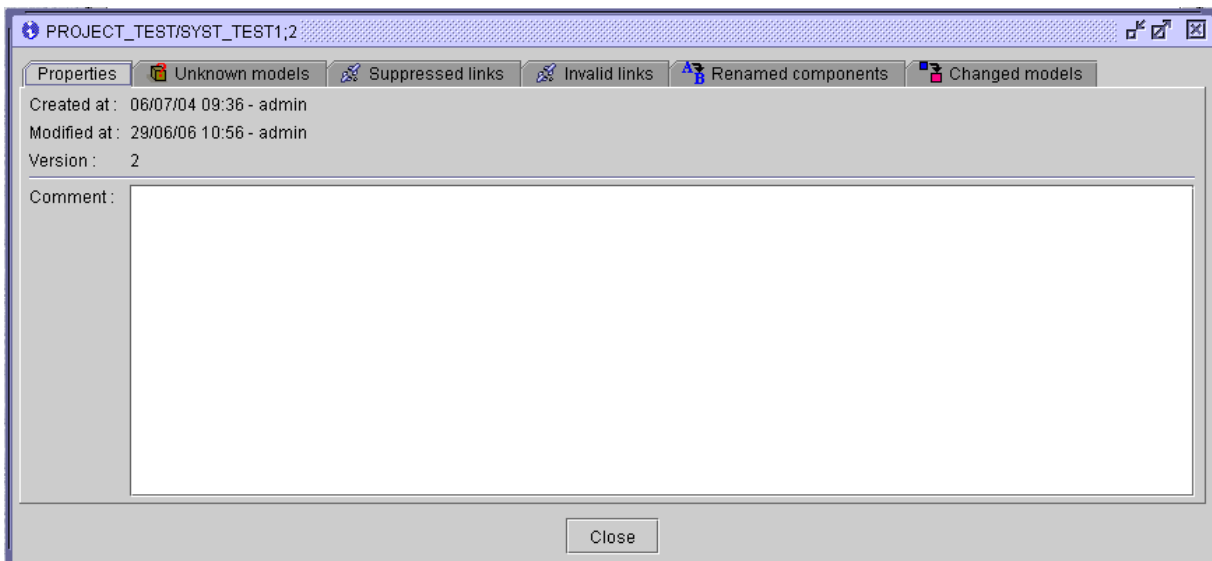 PROJECT_TEST/SYST_TEST1;2
Properties Unknown models Suppressed links Invalid links A B Renamed components Changed models
Created at : 06/07/04 09:36 - admin
Modified at : 29/06/06 10:56 - admin
Version : 2
Comment :
Close